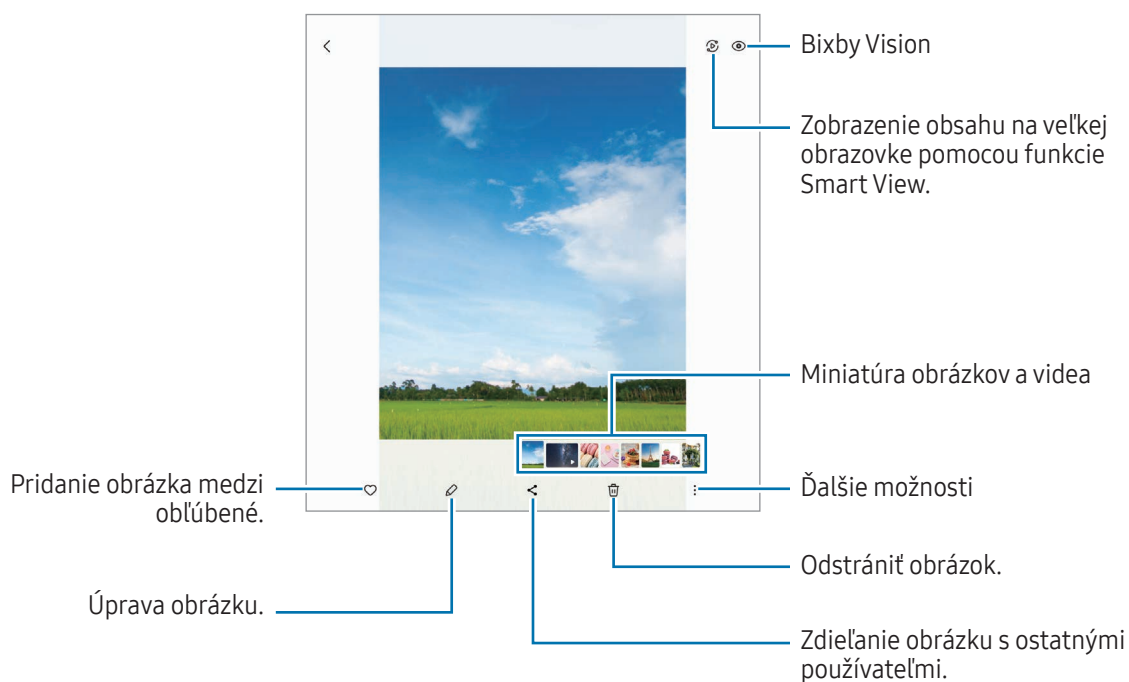 Bixby Vision
Zobrazenie obsahu na veľkej
obrazovke pomocou funkcie
Smart View.
Miniatúra obrázkov a videa
Pridanie obrázka medzi
obľúbené.
Ďalšie možnosti
Odstrániť obrázok.
Úprava obrázku.
Zdieľanie obrázku s ostatnými
používateľmi.